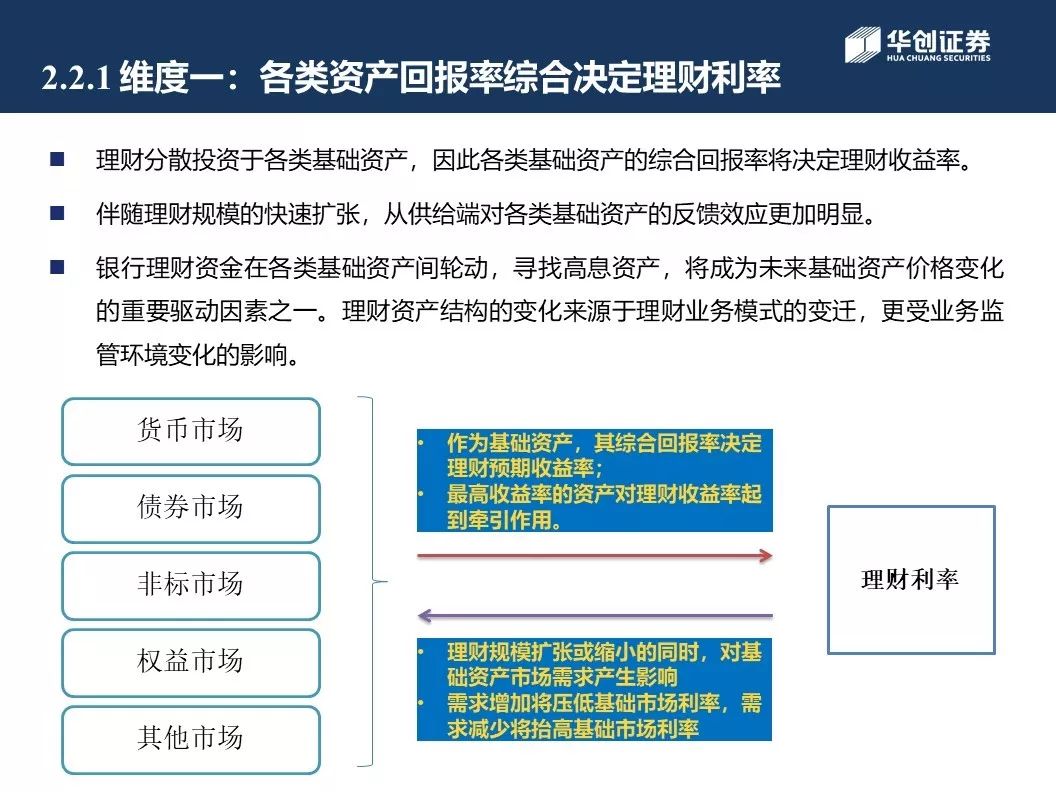 华创证券
HUA CHUANG SECURITIES
2.2.1 维度一：各类资产回报率综合决定理财利率
理财分散投资于各类基础资产，因此各类基础资产的综合回报率将决定理财收益率。
伴随理财规模的快速扩张，从供给端对各类基础资产的反馈效应更加明显。
银行理财资金在各类基础资产间轮动，寻找高息资产，将成为未来基础资产价格变化
的重要驱动因素之一。理财资产结构的变化来源于理财业务模式的变迁，更受业务监
管环境变化的影响。
货币市场
债券市场
非标市场
权益市场
其他市场
• 作为基础资产，其综合回报率决定
理财预期收益率；
• 最高收益率的资产对理财收益率起
到牵引作用。
• 理财规模扩张或缩小的同时，对基
础资产市场需求产生影响
• 需求增加将压低基础市场利率，需
求减少将抬高基础市场利率
理财利率